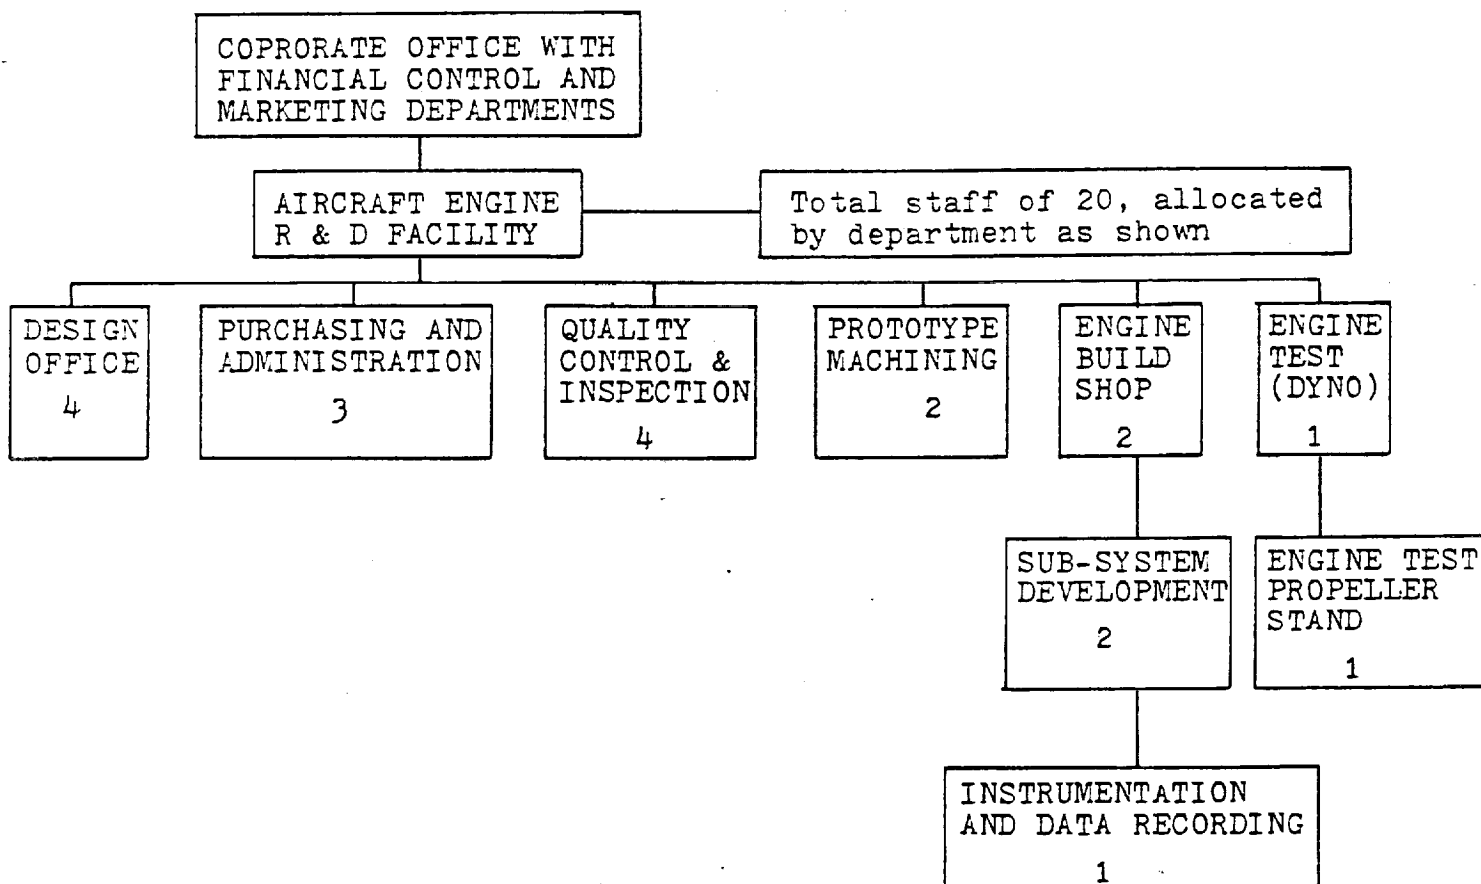 COPRORATE OFFICE WITH
FINANCIAL CONTROL AND
MARKETING DEPARTMENTS
AIRCRAFT ENGINE
R & D FACILITY
Total staff of 20, allocated
by department as shown
DESIGN
OFFICE
4
PURCHASING AND
ADMINISTRATION
3
QUALITY
CONTROL &
INSPECTION
4
PROTOTYPE
MACHINING
2
ENGINE
BUILD
SHOP
2
ENGINE
TEST
(DYNO)
1
SUB-SYSTEM
DEVELOPMENT
2
ENGINE TEST
PROPELLER
STAND
1
INSTRUMENTATION
AND DATA RECORDING
1